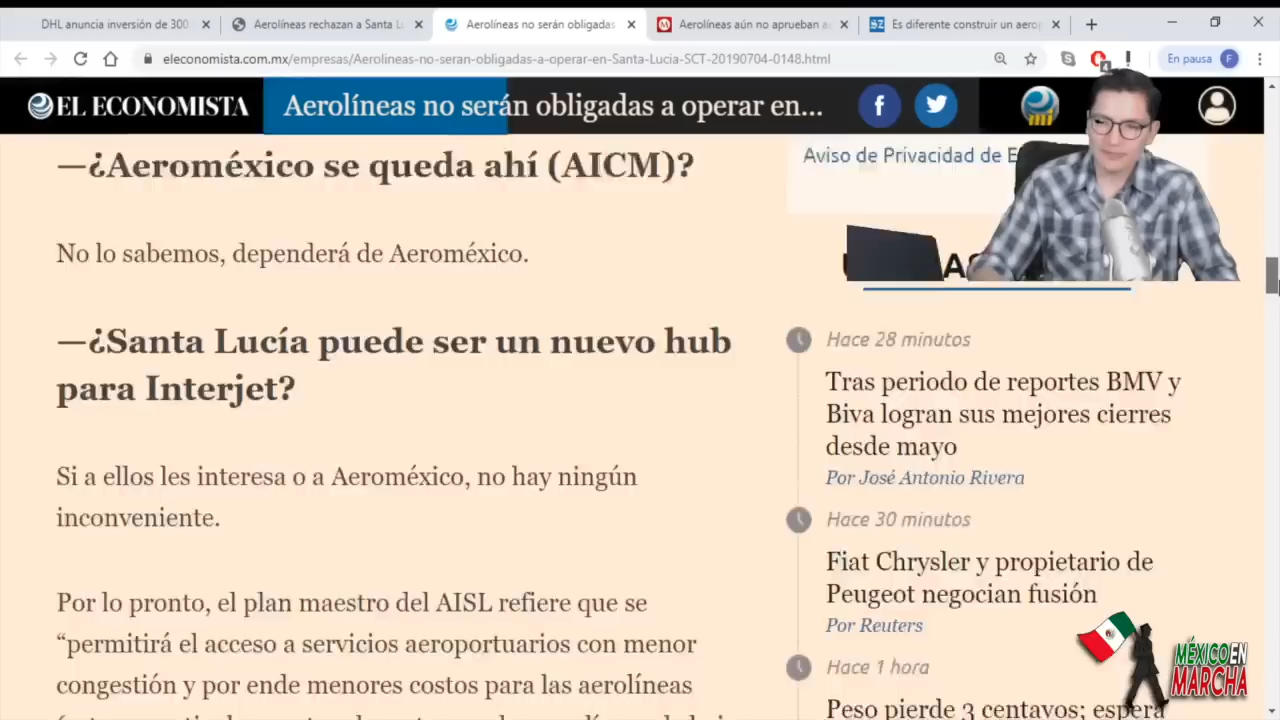 DHL anuncia inversión de 300
Aerolíneas rechazan a Santa Lu
Aerolíneas no serán obligadas
Aerolíneas aún no aprueban a
Es diferente construir un aerop
eleconomista.com.mx/empresas/Aerolineas-no-seran-obligadas-a-operar-en-Santa-Lucia-SCT-20190704-0148.html
4
En pausa
F
EL ECONOMISTA
Aerolíneas no serán obligadas a operar en...
—¿Aeroméxico se queda ahí (AICM)?
No lo sabemos, dependerá de Aeroméxico.
—¿Santa Lucía puede ser un nuevo hub
para Interjet?
Si a ellos les interesa o a Aeroméxico, no hay ningún
inconveniente.
Por lo pronto, el plan maestro del AISL refiere que se
“permitirá el acceso a servicios aeroportuarios con menor
congestión y por ende menores costos para las aerolíneas
Aviso de Privacidad de E
Hace 28 minutos
Tras periodo de reportes BMV y
Biva logran sus mejores cierres
desde mayo
Por José Antonio Rivera
Hace 30 minutos
Fiat Chrysler y propietario de
Peugeot negocian fusión
Por Reuters
Hace 1 hora
Peso pierde 3 centavos; espera
MÉXICO EN
MARCHA